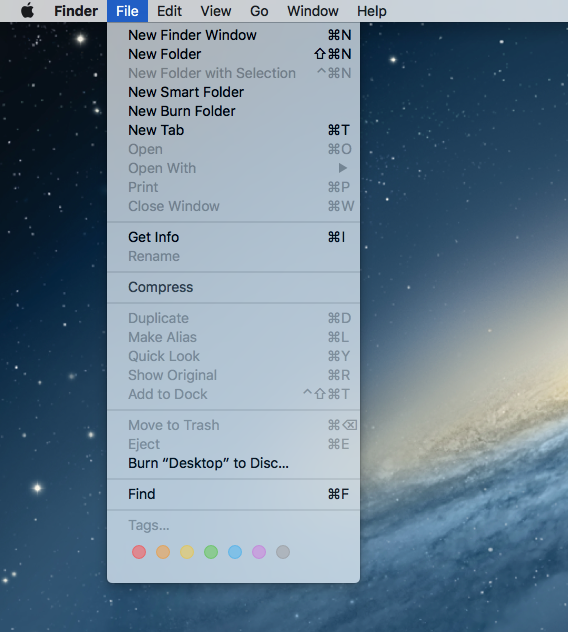 Finder File Edit View Go Window Help
New Finder Window ⌘N
New Folder ⇧⌘N
New Folder with Selection ^⌘N
New Smart Folder
New Burn Folder
New Tab ⌘T
Open ⌘O
Open With ▶
Print ⌘P
Close Window ⌘W
Get Info ⌘I
Rename
Compress
Duplicate ⌘D
Make Alias ⌘L
Quick Look ⌘Y
Show Original ⌘R
Add to Dock ^⇧⌘T
Move to Trash ⌘⌫
Eject ⌘E
Burn “Desktop” to Disc...
Find ⌘F
Tags...